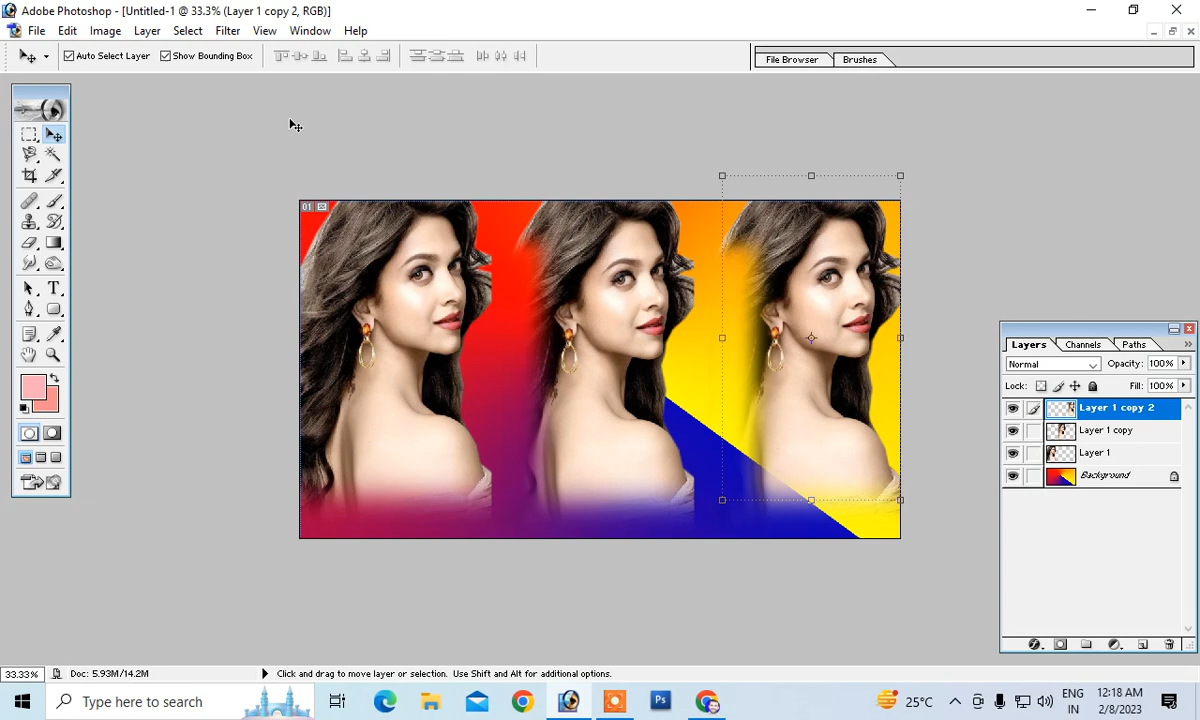 Adobe Photoshop - [Untitled-1 @ 33.3% (Layer 1 copy 2, RGB)]
File Edit Image Layer Select Filter View Window Help
Auto Select Layer Show Bounding Box File Browser Brushes
01
Layers Channels Paths
Normal Opacity: 100%
Lock: Fill: 100%
Layer 1 copy 2
Layer 1 copy
Layer 1
Background
33.33% Doc: 5.93M/14.2M Click and drag to move layer or selection. Use Shift and Alt for additional options.
Type here to search Ps 25°C ENG IN 12:18 AM 2/8/2023